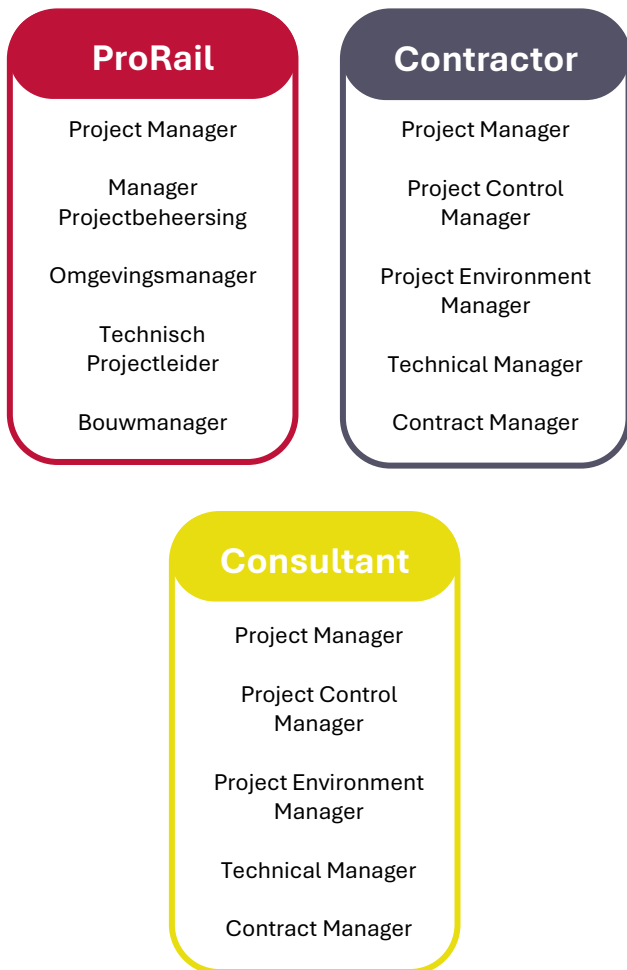 ProRail
Project Manager
Manager
Projectbeheersing
Omgevingsmanager
Technisch
Projectleider
Bouwmanager
Contractor
Project Manager
Project Control
Manager
Project Environment
Manager
Technical Manager
Contract Manager
Consultant
Project Manager
Project Control
Manager
Project Environment
Manager
Technical Manager
Contract Manager